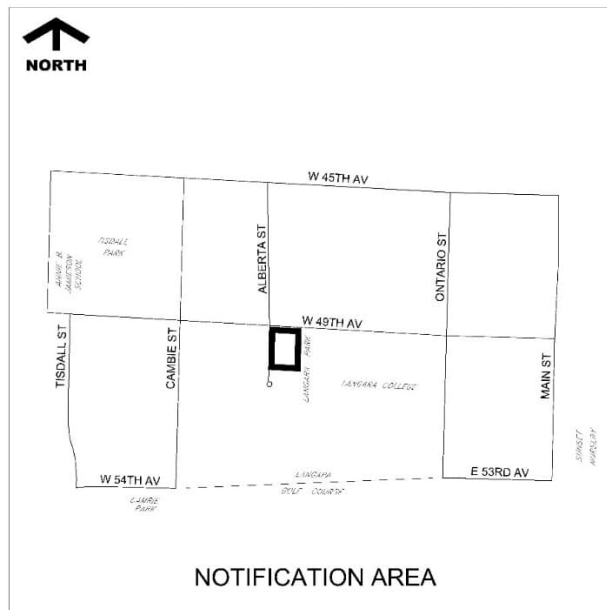 NORTH
W 45TH AV
TISDALL
PARK
ANNIE B.
JAMIESON
SCHOOL
ALBERTA ST
ONTARIO ST
W 49TH AV
TISDALL ST
CAMBIE ST
LANGARA PARK
LANGARA COLLEGE
MAIN ST
SUNSET
NURSERY
W 54TH AV
E 53RD AV
LANGARA
GOLF COURSE
PARK
NOTIFICATION AREA